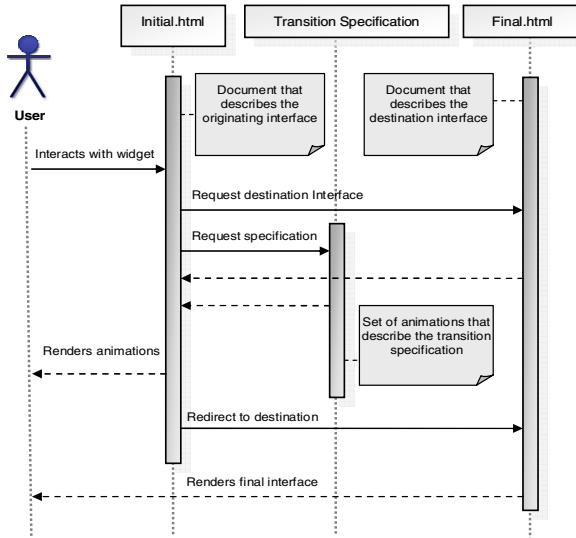 Initial.html
Transition Specification
Final.html
User
Document that
describes the
originating interface
Document that
describes the
destination interface
Interacts with widget
Request destination Interface
Request specification
Set of animations that
describe the transition
specification
Renders animations
Redirect to destination
Renders final interface